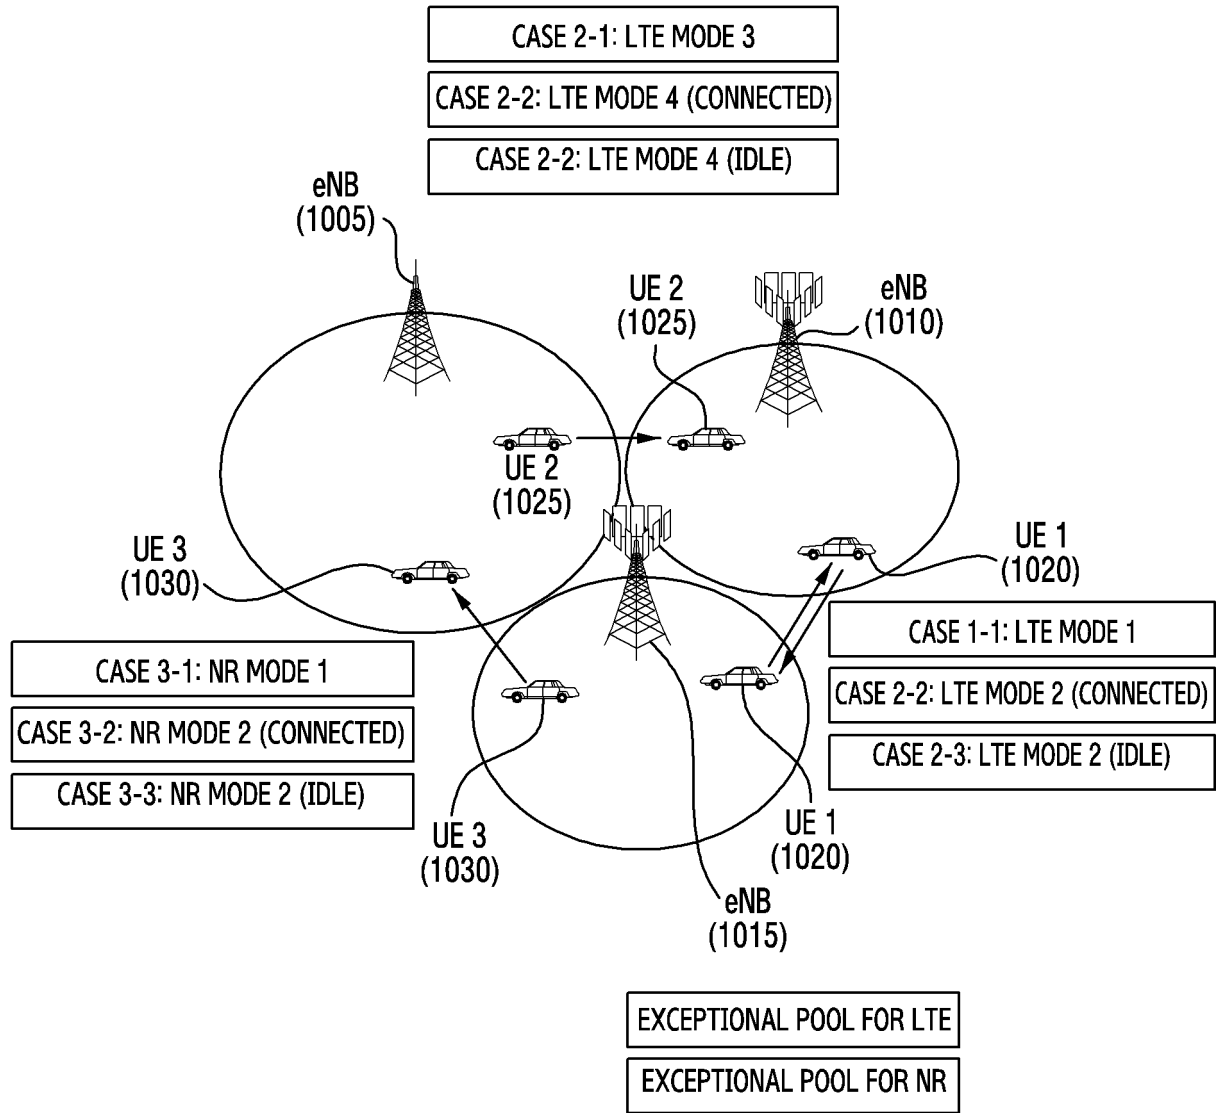 CASE 2-1: LTE MODE 3
CASE 2-2: LTE MODE 4 (CONNECTED)
CASE 2-2: LTE MODE 4 (IDLE)
eNB
(1005)
UE 2
(1025)
eNB
(1010)
UE 2
(1025)
UE 3
(1030)
UE 1
(1020)
CASE 1-1: LTE MODE 1
CASE 2-2: LTE MODE 2 (CONNECTED)
CASE 2-3: LTE MODE 2 (IDLE)
CASE 3-1: NR MODE 1
CASE 3-2: NR MODE 2 (CONNECTED)
CASE 3-3: NR MODE 2 (IDLE)
UE 3
(1030)
UE 1
(1020)
eNB
(1015)
EXCEPTIONAL POOL FOR LTE
EXCEPTIONAL POOL FOR NR